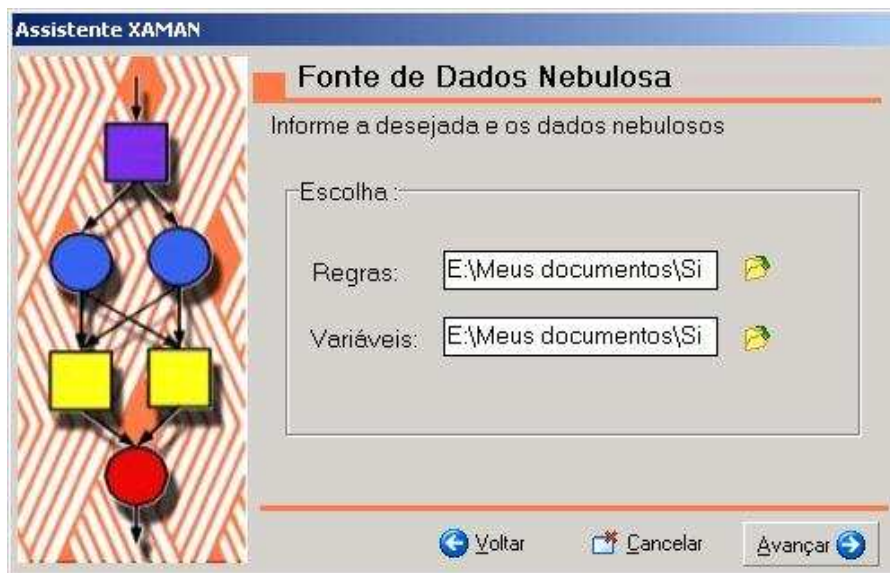 Assistente XAMAN
Fonte de Dados Nebulosa
Informe a desejada e os dados nebulosos
Escolha:
Regras: E:\Meus documentos\Si
Variáveis: E:\Meus documentos\Si
Voltar Cancelar Avançar